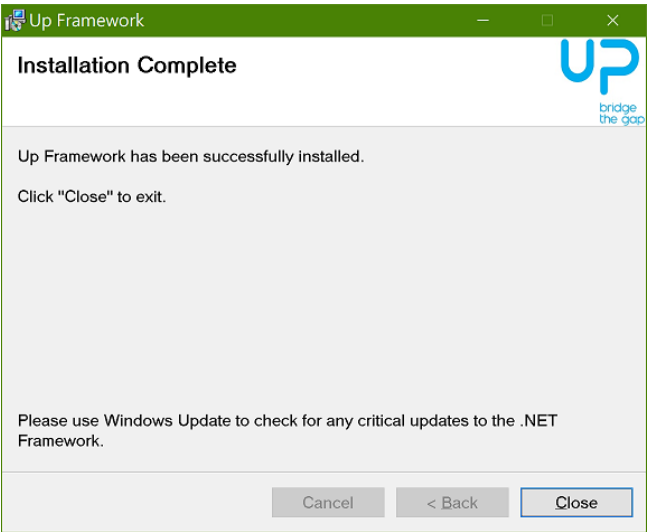 Up Framework
Installation Complete
UP
bridge
the gap
Up Framework has been successfully installed.
Click "Close" to exit.
Please use Windows Update to check for any critical updates to the .NET
Framework.
Cancel
< Back
Close